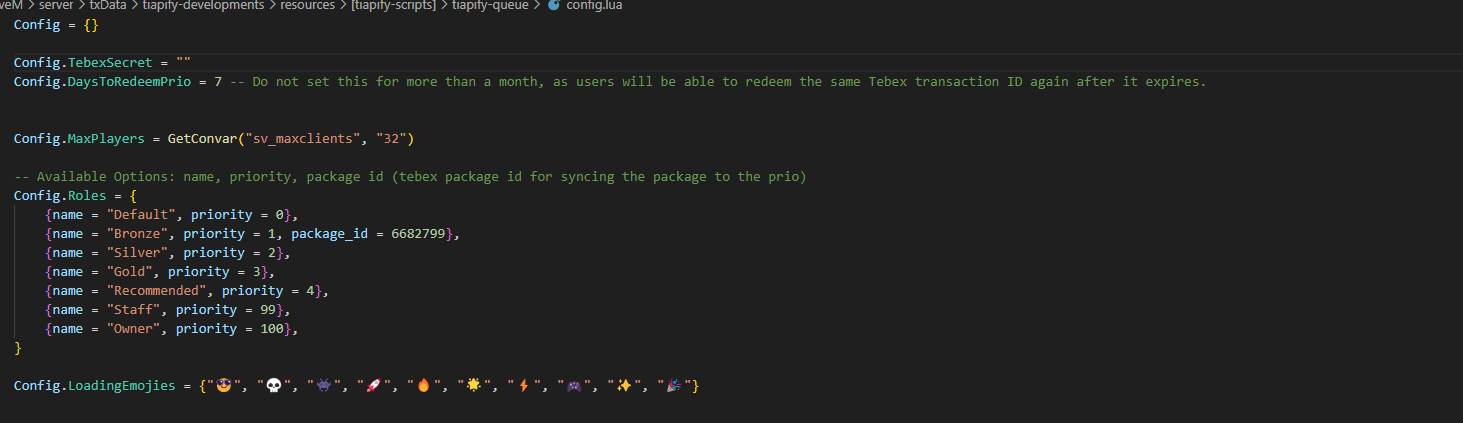 veM > server > txData > tiapify-developments > resources > [tiapify-scripts] > tiapify-queue > config.lua
Config = {}
Config.TebexSecret = ""
Config.DaysToRedeemPrio = 7 -- Do not set this for more than a month, as users will be able to redeem the same Tebex transaction ID again after it expires.
Config.MaxPlayers = GetConvar("sv_maxclients", "32")
-- Available Options: name, priority, package id (tebex package id for syncing the package to the prio)
Config.Roles = {
    {name = "Default", priority = 0},
    {name = "Bronze", priority = 1, package_id = 6682799},
    {name = "Silver", priority = 2},
    {name = "Gold", priority = 3},
    {name = "Recommended", priority = 4},
    {name = "Staff", priority = 99},
    {name = "Owner", priority = 100},
}
Config.LoadingEmojies = {"😎", "💀", "👾", "🚀", "🔥", "🌟", "⚡", "🎮", "✨", "🎉"}